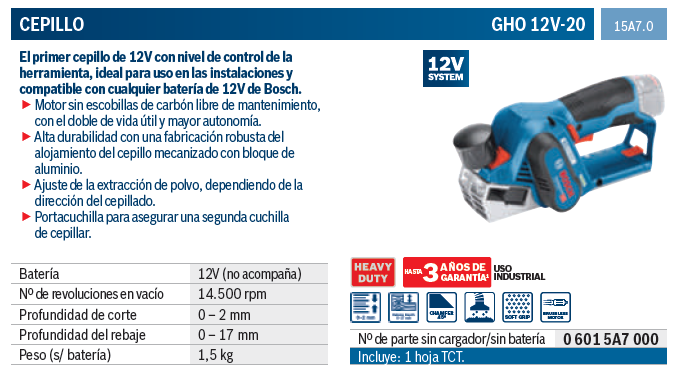 CEPILLO
GHO 12V-20
15A7.0
El primer cepillo de 12V con nivel de control de la
herramienta, ideal para uso en las instalaciones y
compatible con cualquier batería de 12V de Bosch.
► Motor sin escobillas de carbón libre de mantenimiento,
con el doble de vida útil y mayor autonomía.
► Alta durabilidad con una fabricación robusta del
alojamiento del cepillo mecanizado con bloque de
aluminio.
► Ajuste de la extracción de polvo, dependiendo de la
dirección del cepillado.
► Portacuchilla para asegurar una segunda cuchilla
de cepillar.
12V
SYSTEM
BOSCH
Batería 12V (no acompaña)
Nº de revoluciones en vacío 14.500 rpm
Profundidad de corte 0 – 2 mm
Profundidad del rebaje 0 – 17 mm
Peso (s/ batería) 1,5 kg
HEAVY
DUTY
HASTA 3 AÑOS DE
GARANTÍA¹
USO
INDUSTRIAL
CHAMFER
SOFT GRIP
BRUSHLESS
MOTOR
Nº de parte sin cargador/sin batería 0 601 5A7 000
Incluye: 1 hoja TCT.